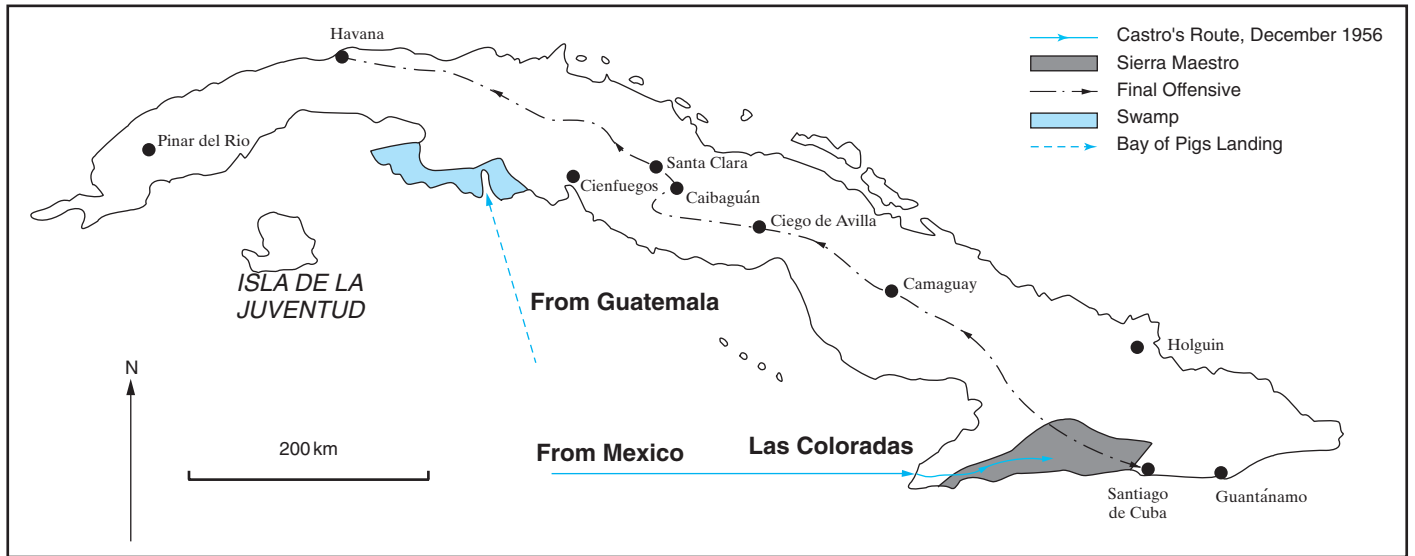 Havana
Castro's Route, December 1956
Sierra Maestro
Final Offensive
Swamp
Bay of Pigs Landing
Pinar del Rio
Santa Clara
Cienfuegos
Caibaguán
Ciego de Avilla
ISLA DE LA
JUVENTUD
From Guatemala
Camaguay
Holguin
N
200 km
From Mexico
Las Coloradas
Santiago
de Cuba
Guantánamo